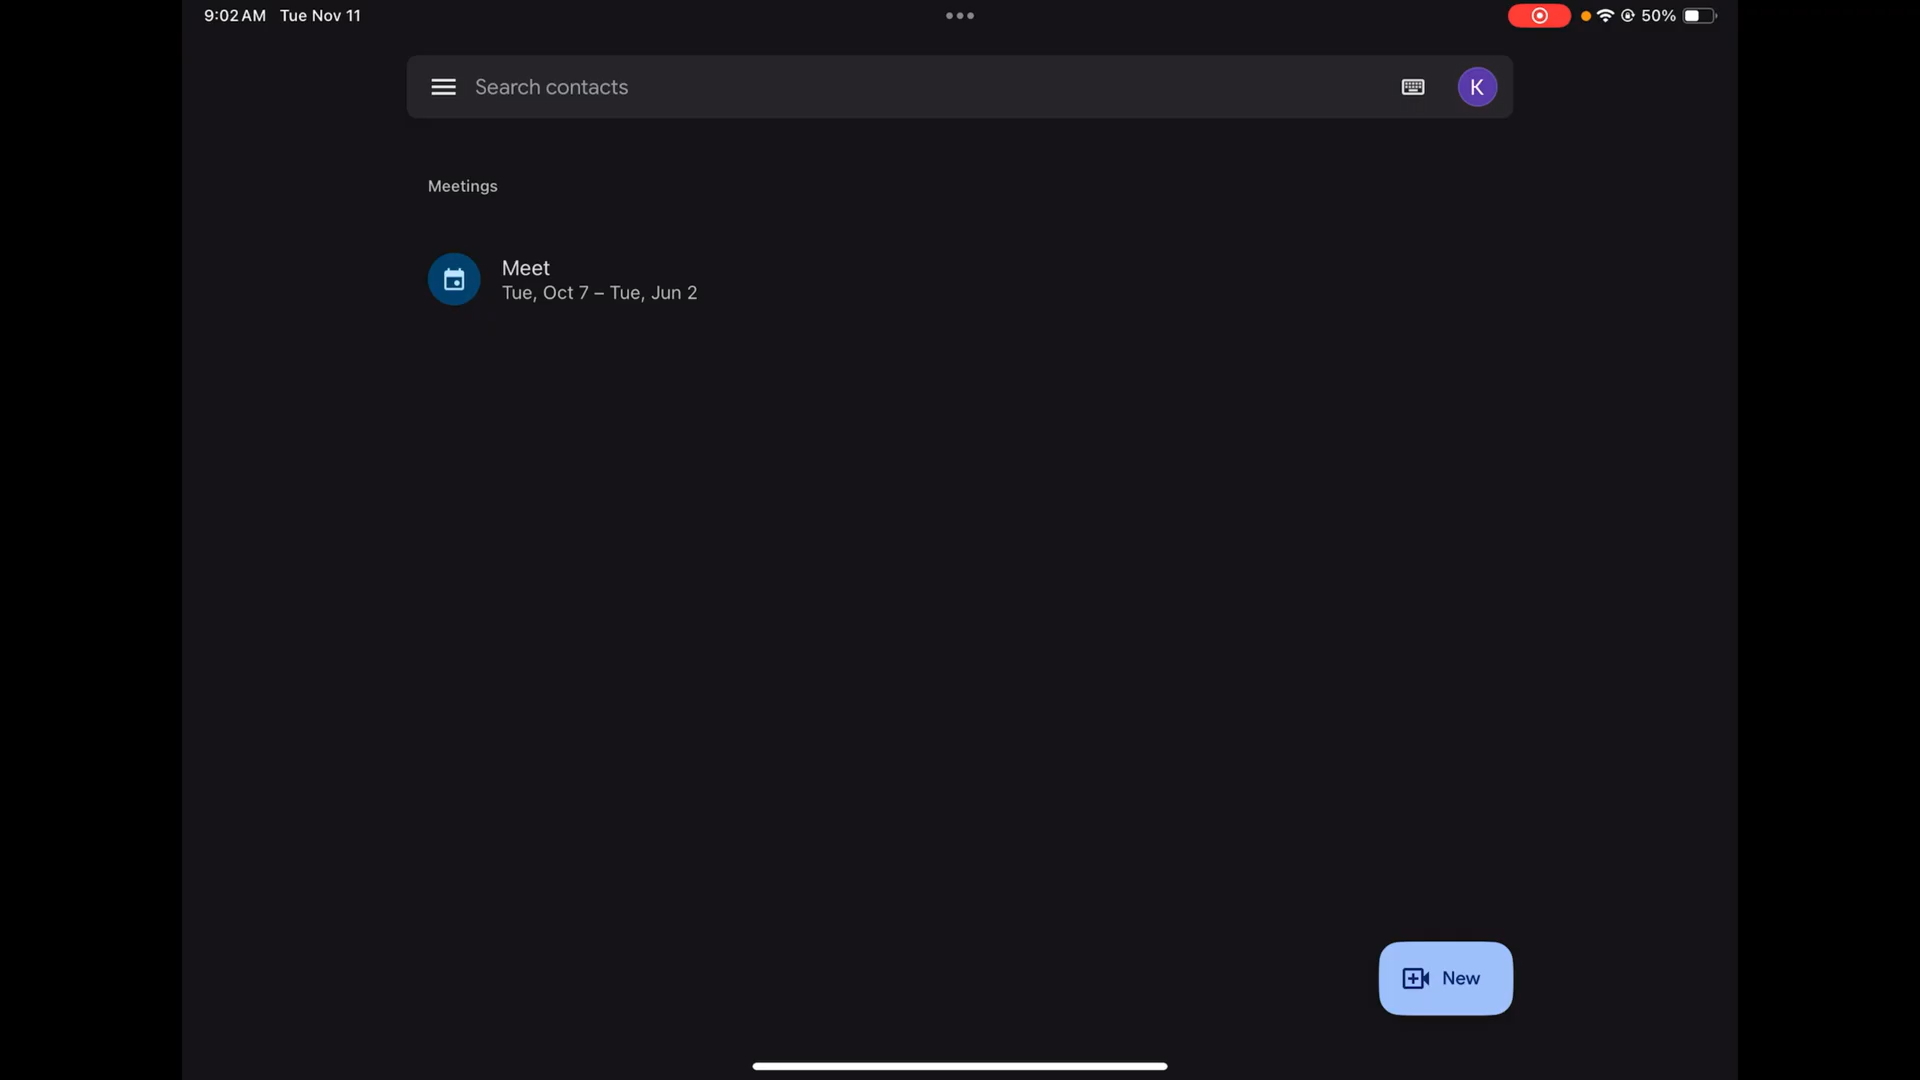 9:02 AM Tue Nov 11
50%
Search contacts
K
Meetings
Meet
Tue, Oct 7 – Tue, Jun 2
New